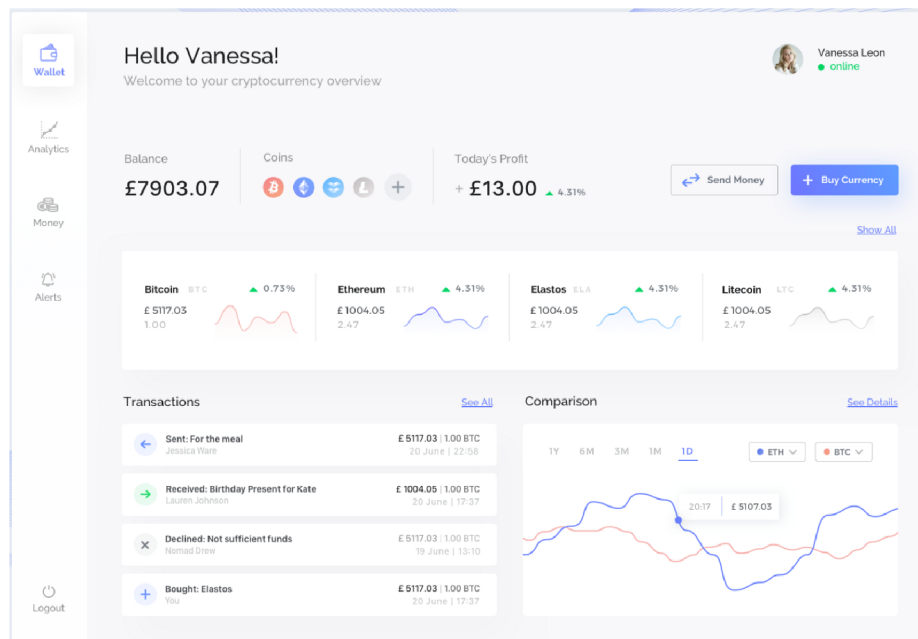 Wallet
Analytics
Money
Alerts
Logout
Hello Vanessa!
Welcome to your cryptocurrency overview
Vanessa Leon
online
Balance
£7903.07
Coins
Today's Profit
+ £13.00 4.31%
Send Money
+ Buy Currency
Show All
Bitcoin BTC 0.73%
£ 5117.03
1.00
Ethereum ETH 4.31%
£ 1004.05
2.47
Elastos ELA 4.31%
£ 1004.05
2.47
Litecoin LTC 4.31%
£ 1004.05
2.47
Transactions See All
Sent: For the meal £ 5117.03 | 1.00 BTC
Jessica Ware 20 June | 22:58
Received: Birthday Present for Kate £ 1004.05 | 1.00 BTC
Lauren Johnson 20 June | 17:37
Declined: Not sufficient funds £ 5117.03 | 1.00 BTC
Nomad Drew 19 June | 13:10
Bought: Elastos £ 5117.03 | 1.00 BTC
You 20 June | 17:37
Comparison See Details
1Y 6M 3M 1M 1D ETH BTC
20:17 £ 5107.03